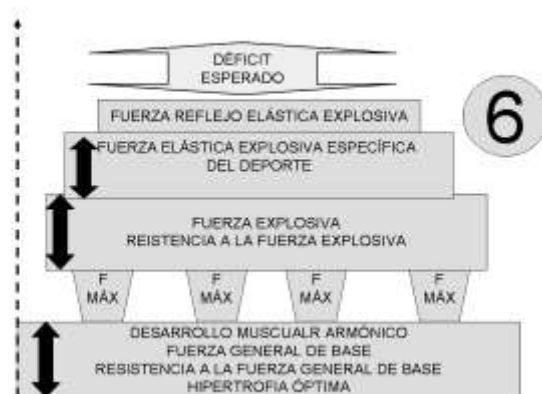 DÉFICIT
ESPERADO
FUERZA REFLEJO ELÁSTICA EXPLOSIVA
6
FUERZA ELÁSTICA EXPLOSIVA ESPECÍFICA
DEL DEPORTE
FUERZA EXPLOSIVA
REISTENCIA A LA FUERZA EXPLOSIVA
F
MÁX
F
MÁX
F
MÁX
F
MÁX
DESARROLLO MUSCUALR ARMÓNICO
FUERZA GENERAL DE BASE
RESISTENCIA A LA FUERZA GENERAL DE BASE
HIPERTROFIA ÓPTIMA